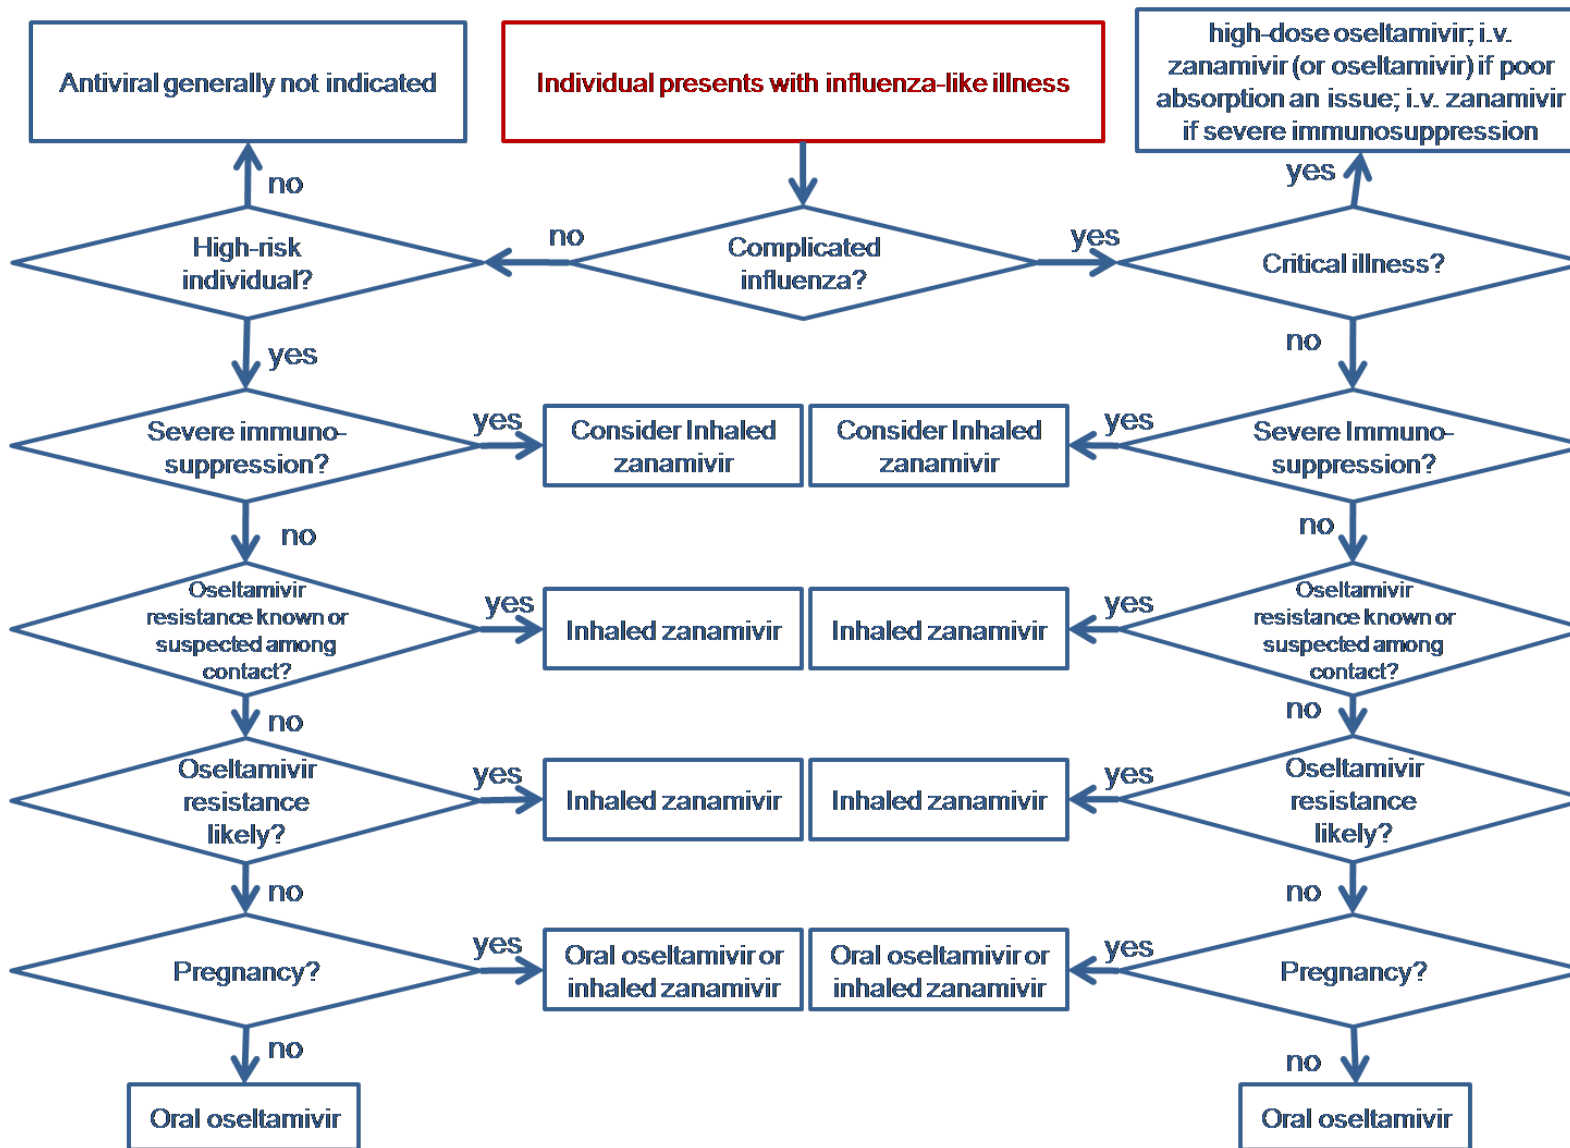 Antiviral generally not indicated
Individual presents with influenza-like illness
high-dose oseltamivir; i.v.
zanamivir (or oseltamivir) if poor
absorption an issue; i.v. zanamivir
if severe immunosuppression
no
yes
High-risk
individual?
no
Complicated
influenza?
yes
Critical illness?
yes
no
Severe immuno-
suppression?
yes
Consider Inhaled
zanamivir
Consider Inhaled
zanamivir
yes
Severe Immuno-
suppression?
no
no
Oseltamivir
resistance known or
suspected among
contact?
yes
Inhaled zanamivir
Inhaled zanamivir
yes
Oseltamivir
resistance known or
suspected among
contact?
no
no
Oseltamivir
resistance
likely?
yes
Inhaled zanamivir
Inhaled zanamivir
yes
Oseltamivir
resistance
likely?
no
no
Pregnancy?
yes
Oral oseltamivir or
inhaled zanamivir
Oral oseltamivir or
inhaled zanamivir
yes
Pregnancy?
no
no
Oral oseltamivir
Oral oseltamivir